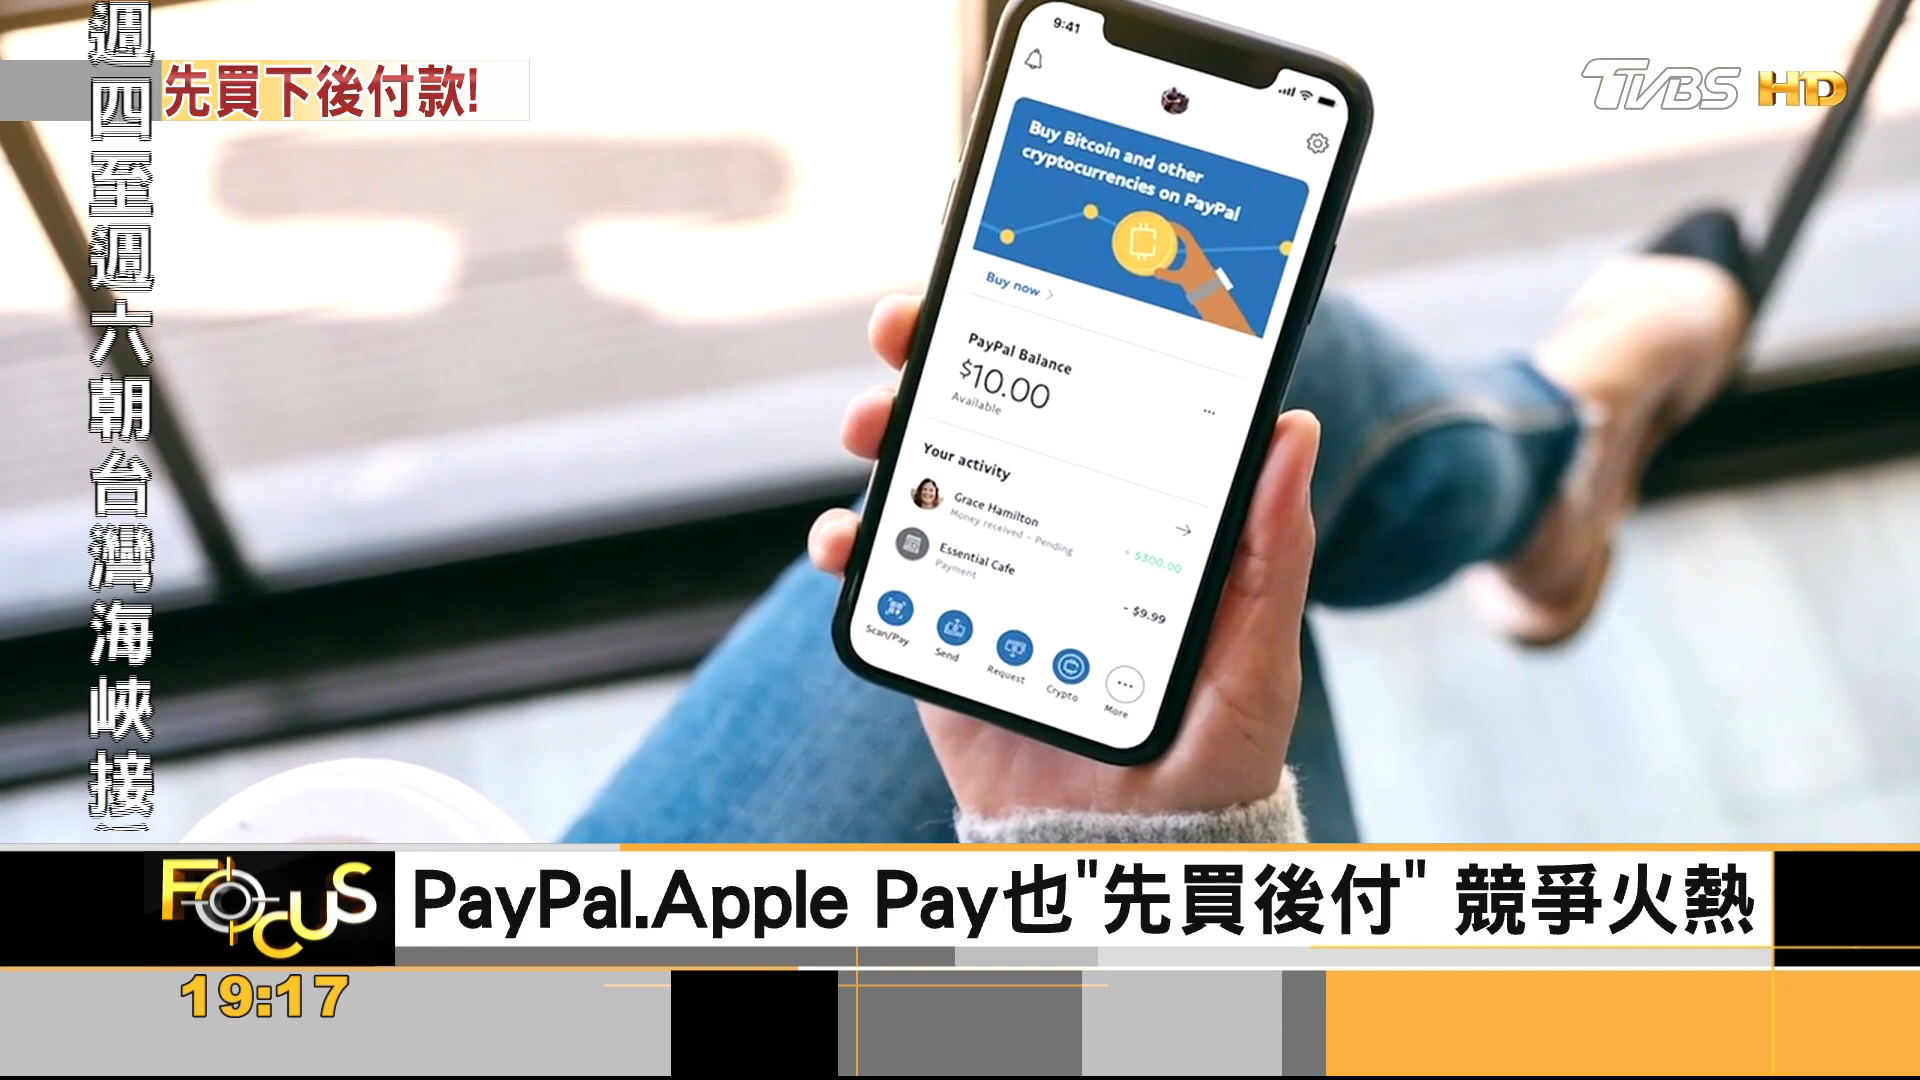 週四至週六朝台灣海峽接
先買下後付款!
TVBS HD
9:41
Buy Bitcoin and other
cryptocurrencies on PayPal
Buy now
PayPal Balance
$10.00
Available
Your activity
Grace Hamilton
Money received - Pending
+ $300.00
Essential Cafe
Payment
- $9.99
Scan/Pay
Send
Request
Crypto
More
FOCUS
PayPal.Apple Pay也"先買後付" 競爭火熱
19:17